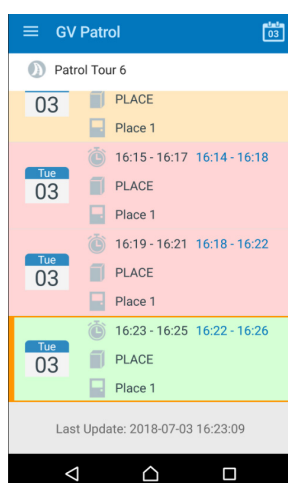 GV Patrol
03
Patrol Tour 6
03
PLACE
Place 1
Tue
03
16:15 - 16:17 16:14 - 16:18
PLACE
Place 1
Tue
03
16:19 - 16:21 16:18 - 16:22
PLACE
Place 1
Tue
03
16:23 - 16:25 16:22 - 16:26
PLACE
Place 1
Last Update: 2018-07-03 16:23:09